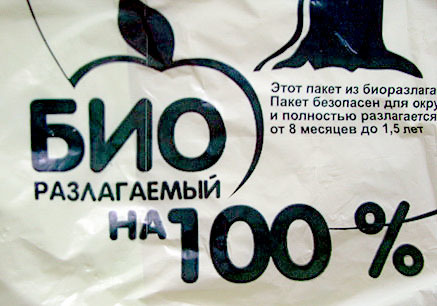 Этот пакет из биоразлага
Пакет безопасен для окру
и полностью разлагается
от 8 месяцев до 1,5 лет
БИО
РАЗЛАГАЕМЫЙ
НА 100 %